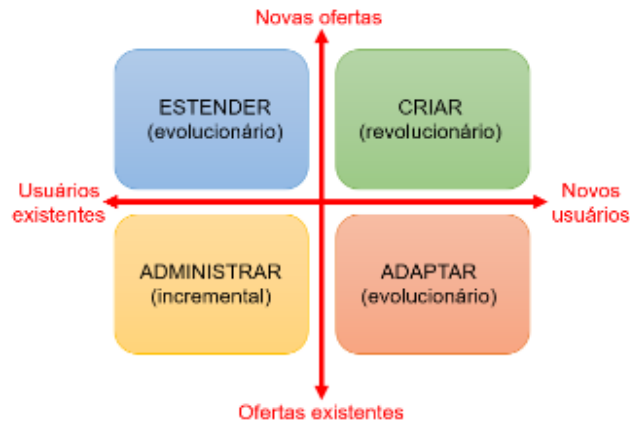 Novas ofertas
ESTENDER
(evolucionário)
CRIAR
(revolucionário)
Usuários
existentes
Novos
usuários
ADMINISTRAR
(incremental)
ADAPTAR
(evolucionário)
Ofertas existentes